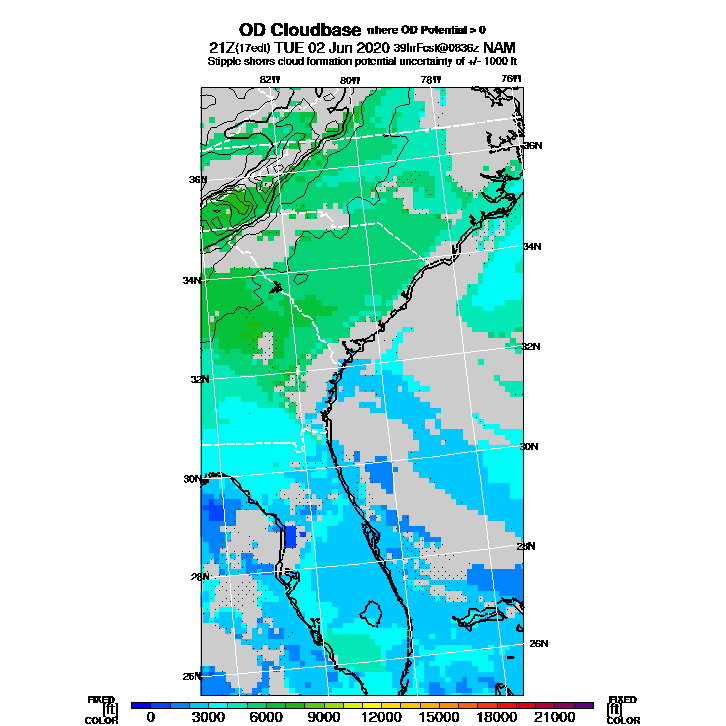 OD Cloudbase where OD Potential > 0
21Z(17edt) TUE 02 Jun 2020 39hrFcst@0836z NAM
Stipple shows cloud formation potential uncertainty of +/- 1000 ft
82W 80W 78W 76W
36N
36N
34N
34N
32N
32N
30N
30N
28N
28N
26N
26N
FIXED FIXED
[ft] [ft]
COLOR COLOR
0 3000 6000 9000 12000 15000 18000 21000